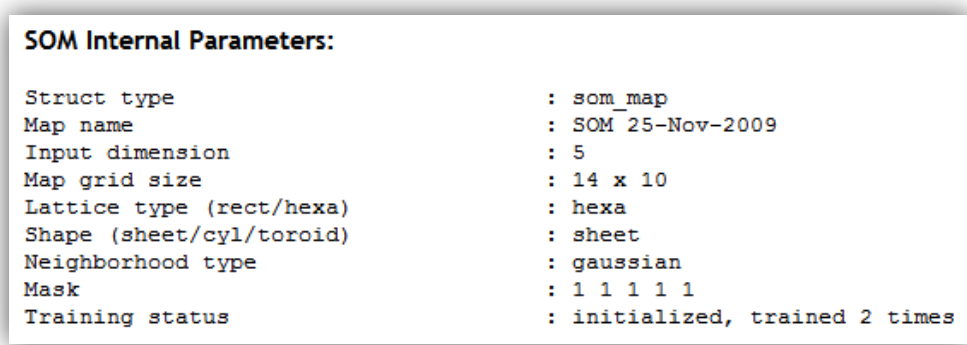 SOM Internal Parameters:
Struct type : som_map
Map name : SOM 25-Nov-2009
Input dimension : 5
Map grid size : 14 x 10
Lattice type (rect/hexa) : hexa
Shape (sheet/cyl/toroid) : sheet
Neighborhood type : gaussian
Mask : 1 1 1 1 1
Training status : initialized, trained 2 times